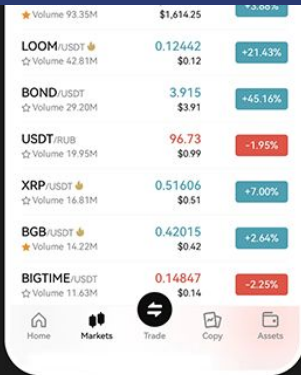 Volume 93.35M $1,614.25 +3.88%
LOOM/USDT 0.12442 +21.43%
Volume 42.81M $0.12
BOND/USDT 3.915 +45.16%
Volume 29.20M $3.91
USDT/RUB 96.73 -1.95%
Volume 19.95M $0.99
XRP/USDT 0.51606 +7.00%
Volume 16.81M $0.51
BGB/USDT 0.42015 +2.64%
Volume 14.22M $0.42
BIGTIME/USDT 0.14847 -2.25%
Volume 11.63M $0.14
Home Markets Trade Copy Assets